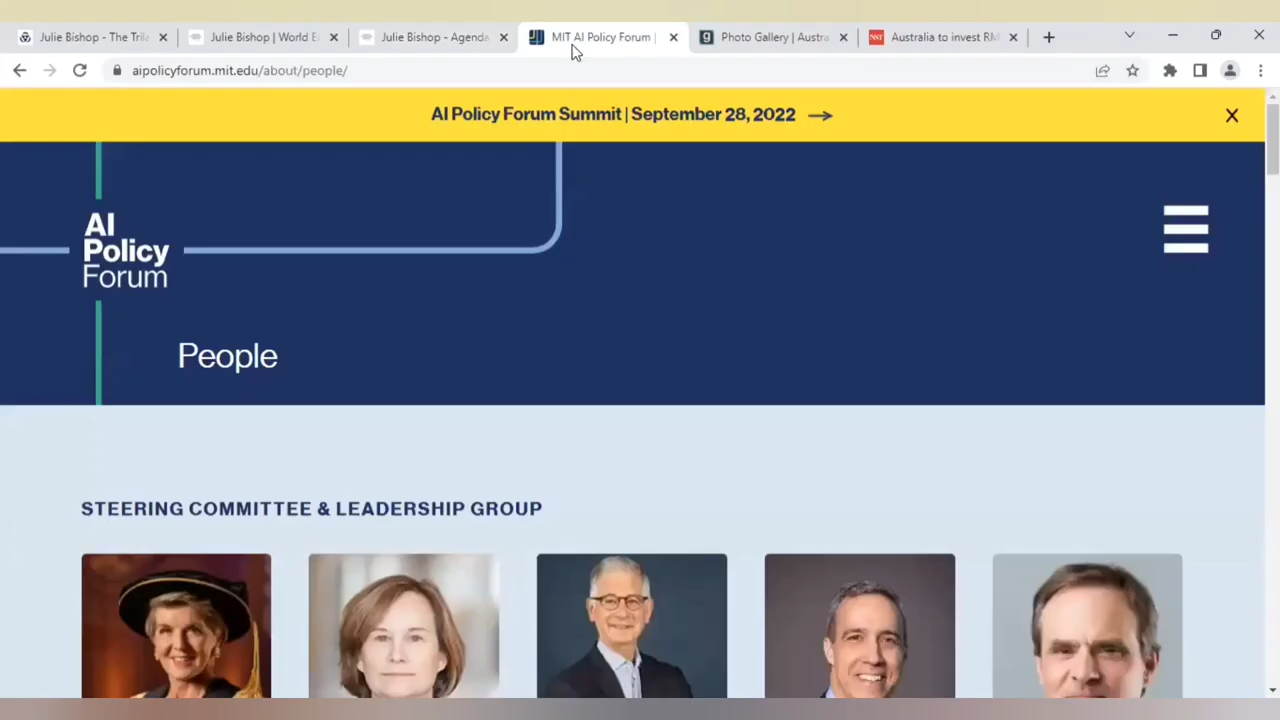 Julie Bishop - The Trila
Julie Bishop | World E
Julie Bishop - Agenda
MIT AI Policy Forum |
Photo Gallery | Austra
NST
Australia to invest RM
aipolicyforum.mit.edu/about/people/
AI Policy Forum Summit | September 28, 2022 →
X
AI
Policy
Forum
People
STEERING COMMITTEE & LEADERSHIP GROUP